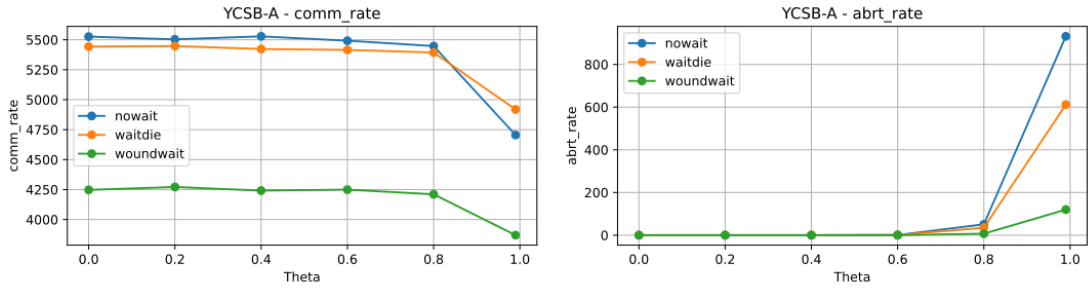 YCSB-A - comm_rate
comm_rate
5500
5250
5000
4750
4500
4250
4000
nowait
waitdie
woundwait
0.0 0.2 0.4 0.6 0.8 1.0
Theta
YCSB-A - abrt_rate
abrt_rate
800
600
400
200
0
nowait
waitdie
woundwait
0.0 0.2 0.4 0.6 0.8 1.0
Theta